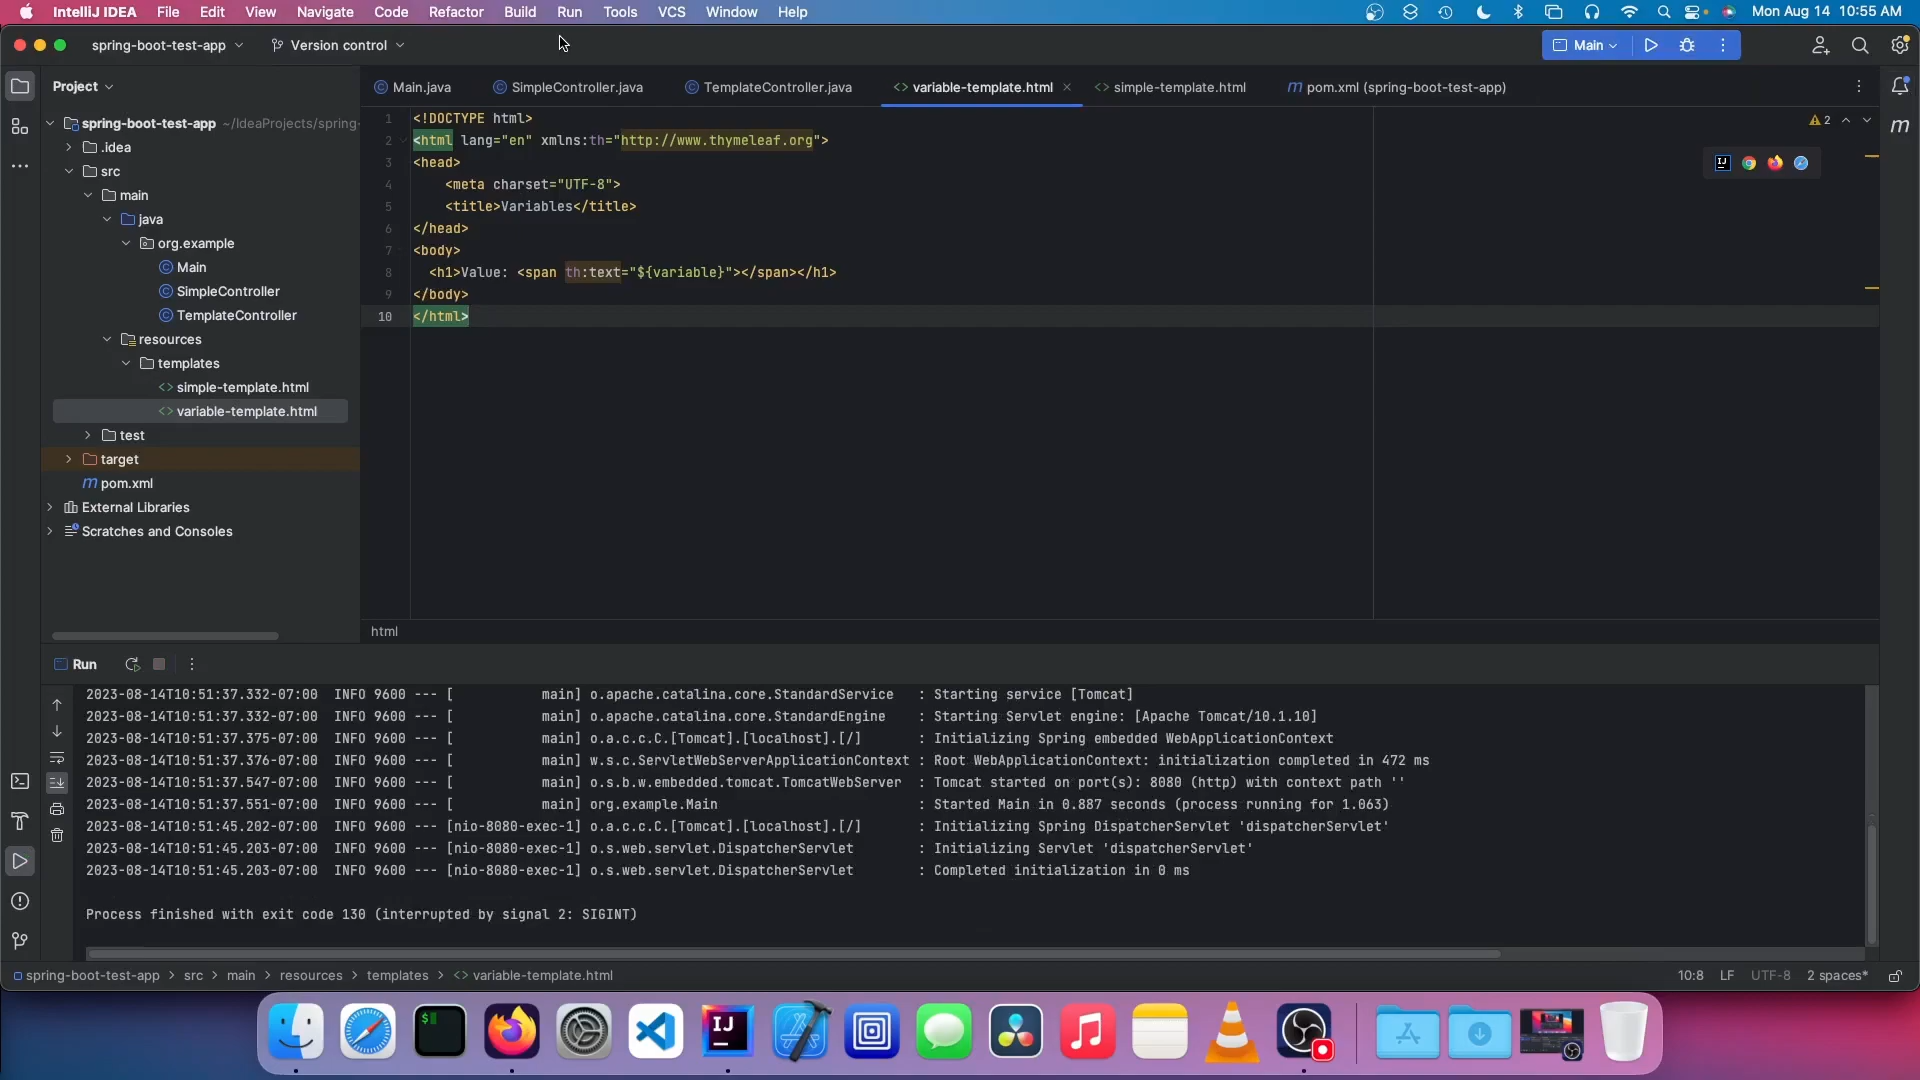 IntelliJ IDEA File Edit View Navigate Code Refactor Build Run Tools VCS Window Help Mon Aug 14 10:55 AM
spring-boot-test-app Version control Main
Project
Main.java SimpleController.java TemplateController.java <> variable-template.html <> simple-template.html m pom.xml (spring-boot-test-app)
spring-boot-test-app ~/IdeaProjects/spring-
.idea
src
main
java
org.example
Main
SimpleController
TemplateController
resources
templates
<> simple-template.html
<> variable-template.html
test
target
m pom.xml
External Libraries
Scratches and Consoles
1 <!DOCTYPE html>
2 <html lang="en" xmlns:th="http://www.thymeleaf.org">
3 <head>
4 <meta charset="UTF-8">
5 <title>Variables</title>
6 </head>
7 <body>
8 <h1>Value: <span th:text="${variable}"></span></h1>
9 </body>
10 </html>
2
html
Run
2023-08-14T10:51:37.332-07:00 INFO 9600 --- [ main] o.apache.catalina.core.StandardService : Starting service [Tomcat]
2023-08-14T10:51:37.332-07:00 INFO 9600 --- [ main] o.apache.catalina.core.StandardEngine : Starting Servlet engine: [Apache Tomcat/10.1.10]
2023-08-14T10:51:37.375-07:00 INFO 9600 --- [ main] o.a.c.c.C.[Tomcat].[localhost].[/] : Initializing Spring embedded WebApplicationContext
2023-08-14T10:51:37.376-07:00 INFO 9600 --- [ main] w.s.c.ServletWebServerApplicationContext : Root WebApplicationContext: initialization completed in 472 ms
2023-08-14T10:51:37.547-07:00 INFO 9600 --- [ main] o.s.b.w.embedded.tomcat.TomcatWebServer : Tomcat started on port(s): 8080 (http) with context path ''
2023-08-14T10:51:37.551-07:00 INFO 9600 --- [ main] org.example.Main : Started Main in 0.887 seconds (process running for 1.063)
2023-08-14T10:51:45.202-07:00 INFO 9600 --- [nio-8080-exec-1] o.a.c.c.C.[Tomcat].[localhost].[/] : Initializing Spring DispatcherServlet 'dispatcherServlet'
2023-08-14T10:51:45.203-07:00 INFO 9600 --- [nio-8080-exec-1] o.s.web.servlet.DispatcherServlet : Initializing Servlet 'dispatcherServlet'
2023-08-14T10:51:45.203-07:00 INFO 9600 --- [nio-8080-exec-1] o.s.web.servlet.DispatcherServlet : Completed initialization in 0 ms
Process finished with exit code 130 (interrupted by signal 2: SIGINT)
spring-boot-test-app > src > main > resources > templates > <> variable-template.html 10:8 LF UTF-8 2 spaces*